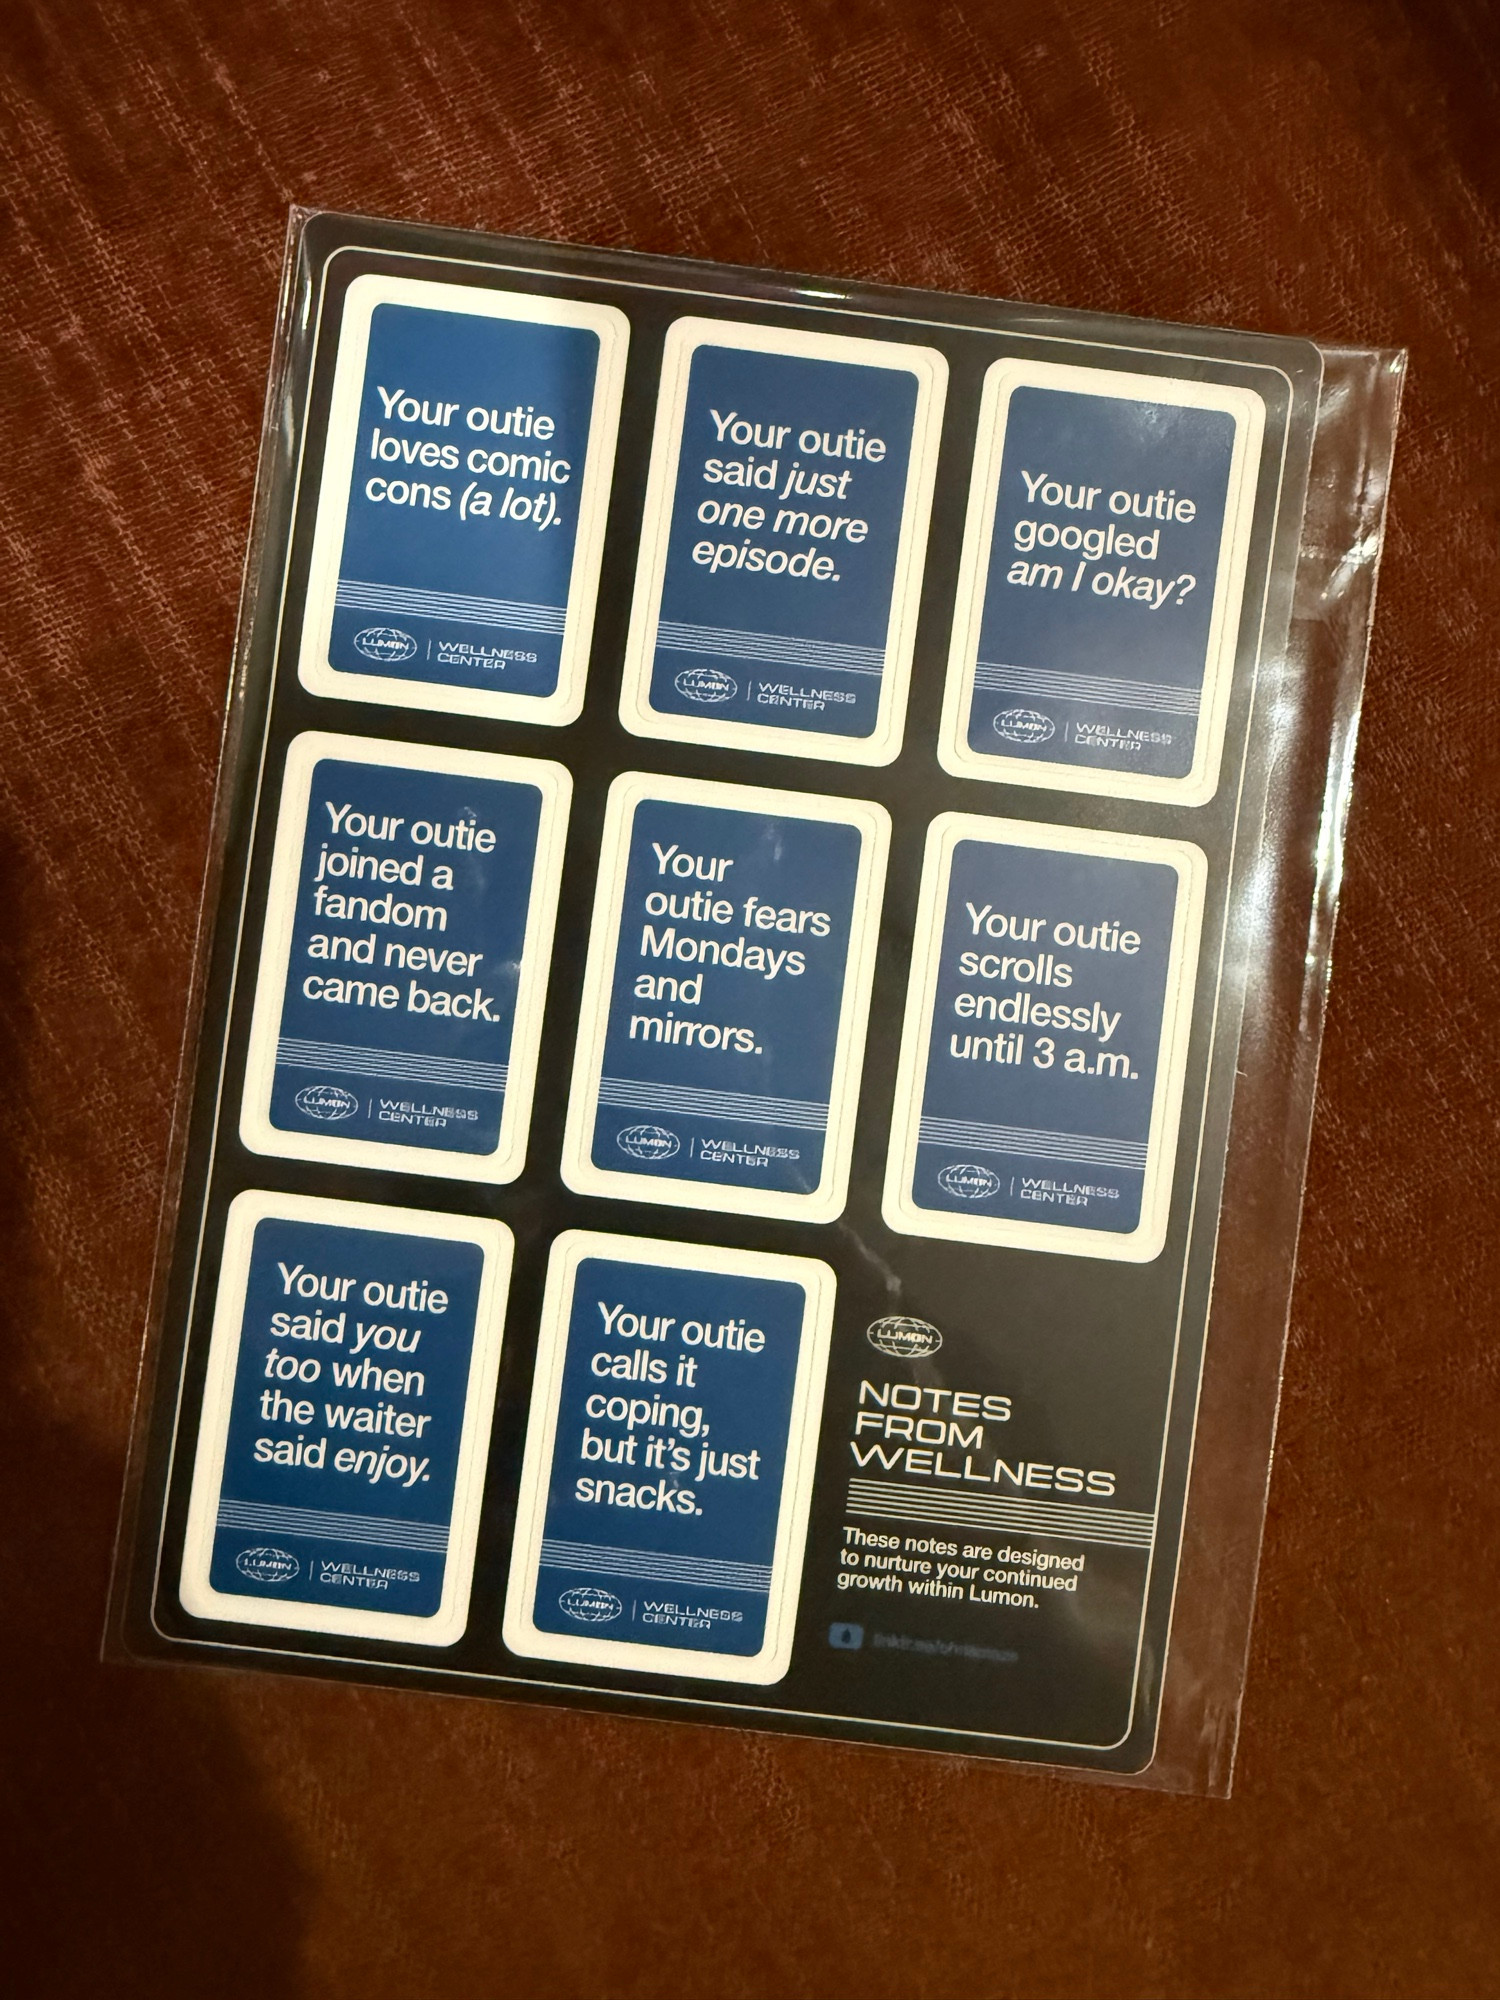 Your outie
loves comic
cons (a lot).
LUMON
WELLNESS
CENTER
Your outie
said just
one more
episode.
LUMON
WELLNESS
CENTER
Your outie
googled
am I okay?
LUMON
WELLNESS
CENTER
Your outie
joined a
fandom
and never
came back.
LUMON
WELLNESS
CENTER
Your
outie fears
Mondays
and
mirrors.
LUMON
WELLNESS
CENTER
Your outie
scrolls
endlessly
until 3 a.m.
LUMON
WELLNESS
CENTER
Your outie
said you
too when
the waiter
said enjoy.
LUMON
WELLNESS
CENTER
Your outie
calls it
coping,
but it's just
snacks.
LUMON
WELLNESS
CENTER
LUMON
NOTES
FROM
WELLNESS
These notes are designed
to nurture your continued
growth within Lumon.